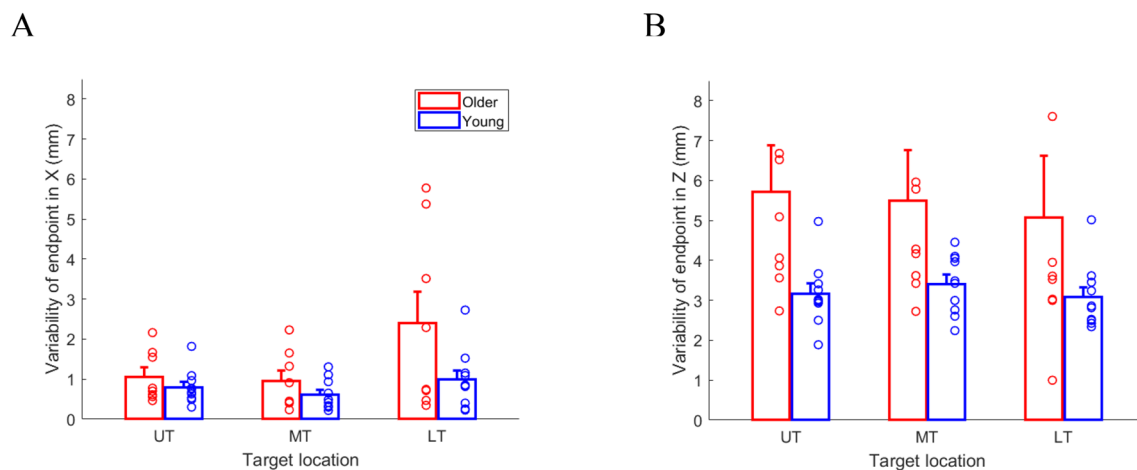 A
Variability of endpoint in X (mm)
8
7
6
5
4
3
2
1
0
Older
Young
UT MT LT
Target location
B
Variability of endpoint in Z (mm)
8
7
6
5
4
3
2
1
0
UT MT LT
Target location